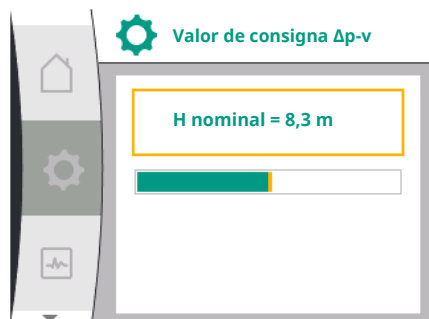 Valor de consigna Δp-v
H nominal = 8,3 m